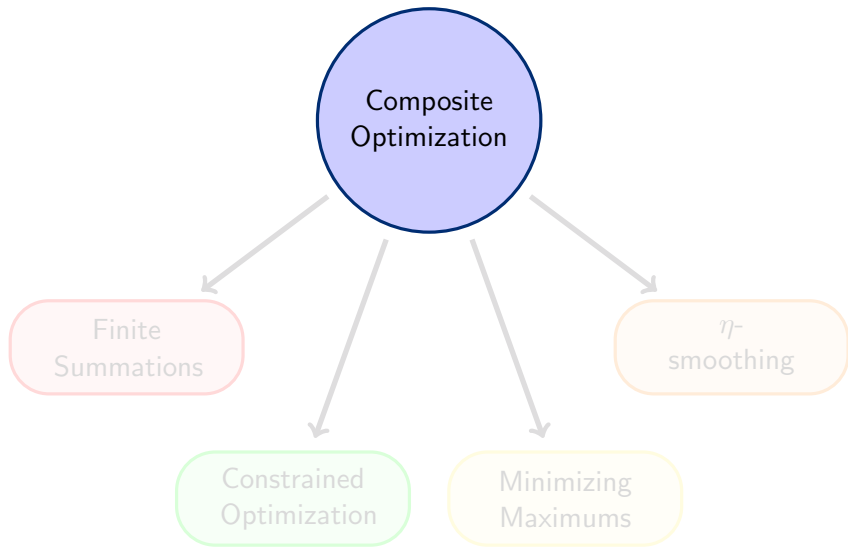 Composite
Optimization
Finite
Summations
η-
smoothing
Constrained
Optimization
Minimizing
Maximums